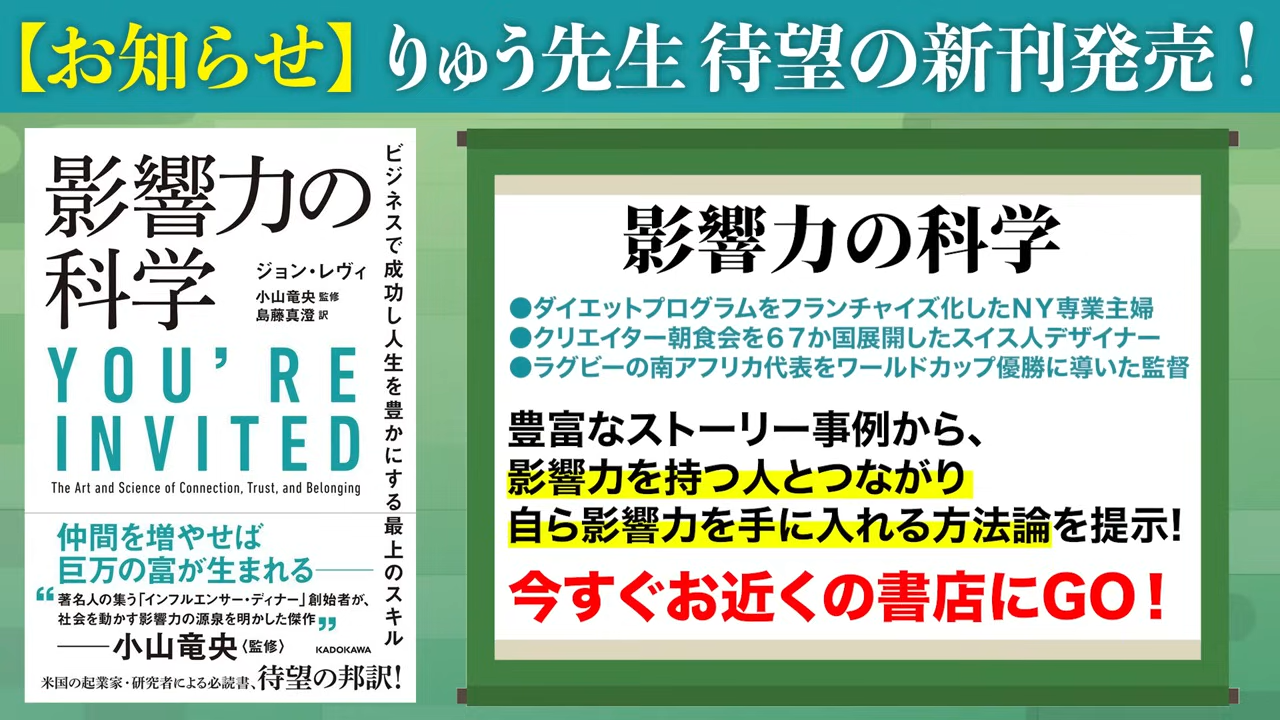 【お知らせ】りゅう先生 待望の新刊発売！
影響力の
科学
ジョン・レヴィ
小山竜央 監修
島藤真澄 訳
YOU'RE
INVITED
The Art and Science of Connection, Trust, and Belonging
ビジネスで成功し人生を豊かにする最上のスキル
仲間を増やせば
巨万の富が生まれる――
“著名人の集う「インフルエンサー・ディナー」創始者が、
社会を動かす影響力の源泉を明かした傑作”
――小山竜央〈監修〉
KADOKAWA
米国の起業家・研究者による必読書、待望の邦訳！
影響力の科学
●ダイエットプログラムをフランチャイズ化したNY専業主婦
●クリエイター朝食会を67か国展開したスイス人デザイナー
●ラグビーの南アフリカ代表をワールドカップ優勝に導いた監督
豊富なストーリー事例から、
影響力を持つ人とつながり
自ら影響力を手に入れる方法論を提示!
今すぐお近くの書店にGO！